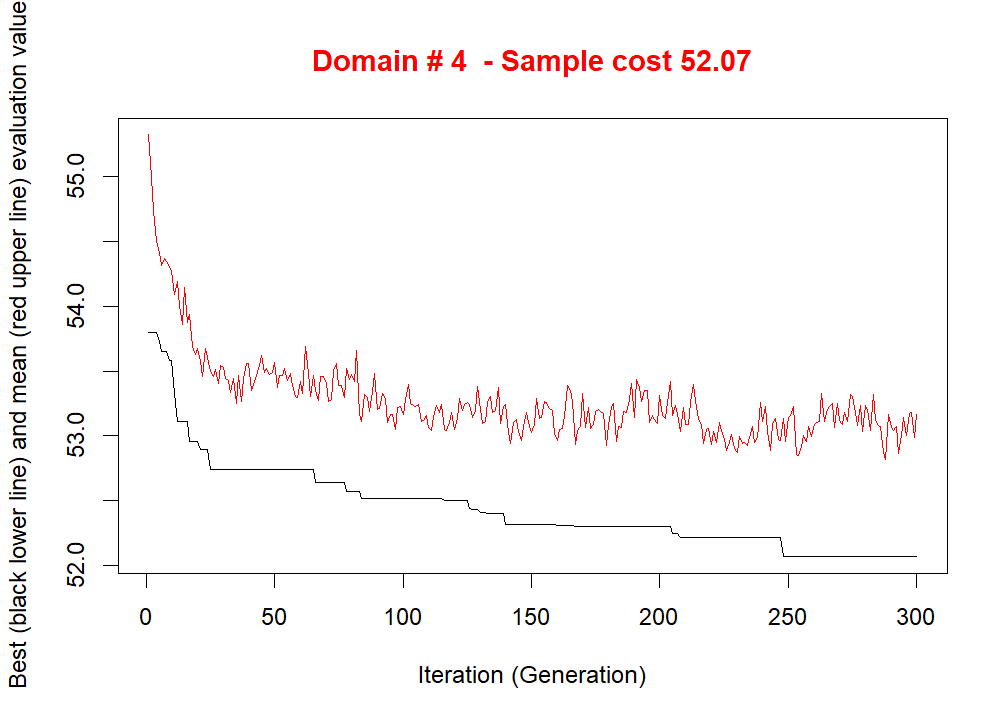 Domain # 4 - Sample cost 52.07
Best (black lower line) and mean (red upper line) evaluation value
55.0
54.0
53.0
52.0
0 50 100 150 200 250 300
Iteration (Generation)